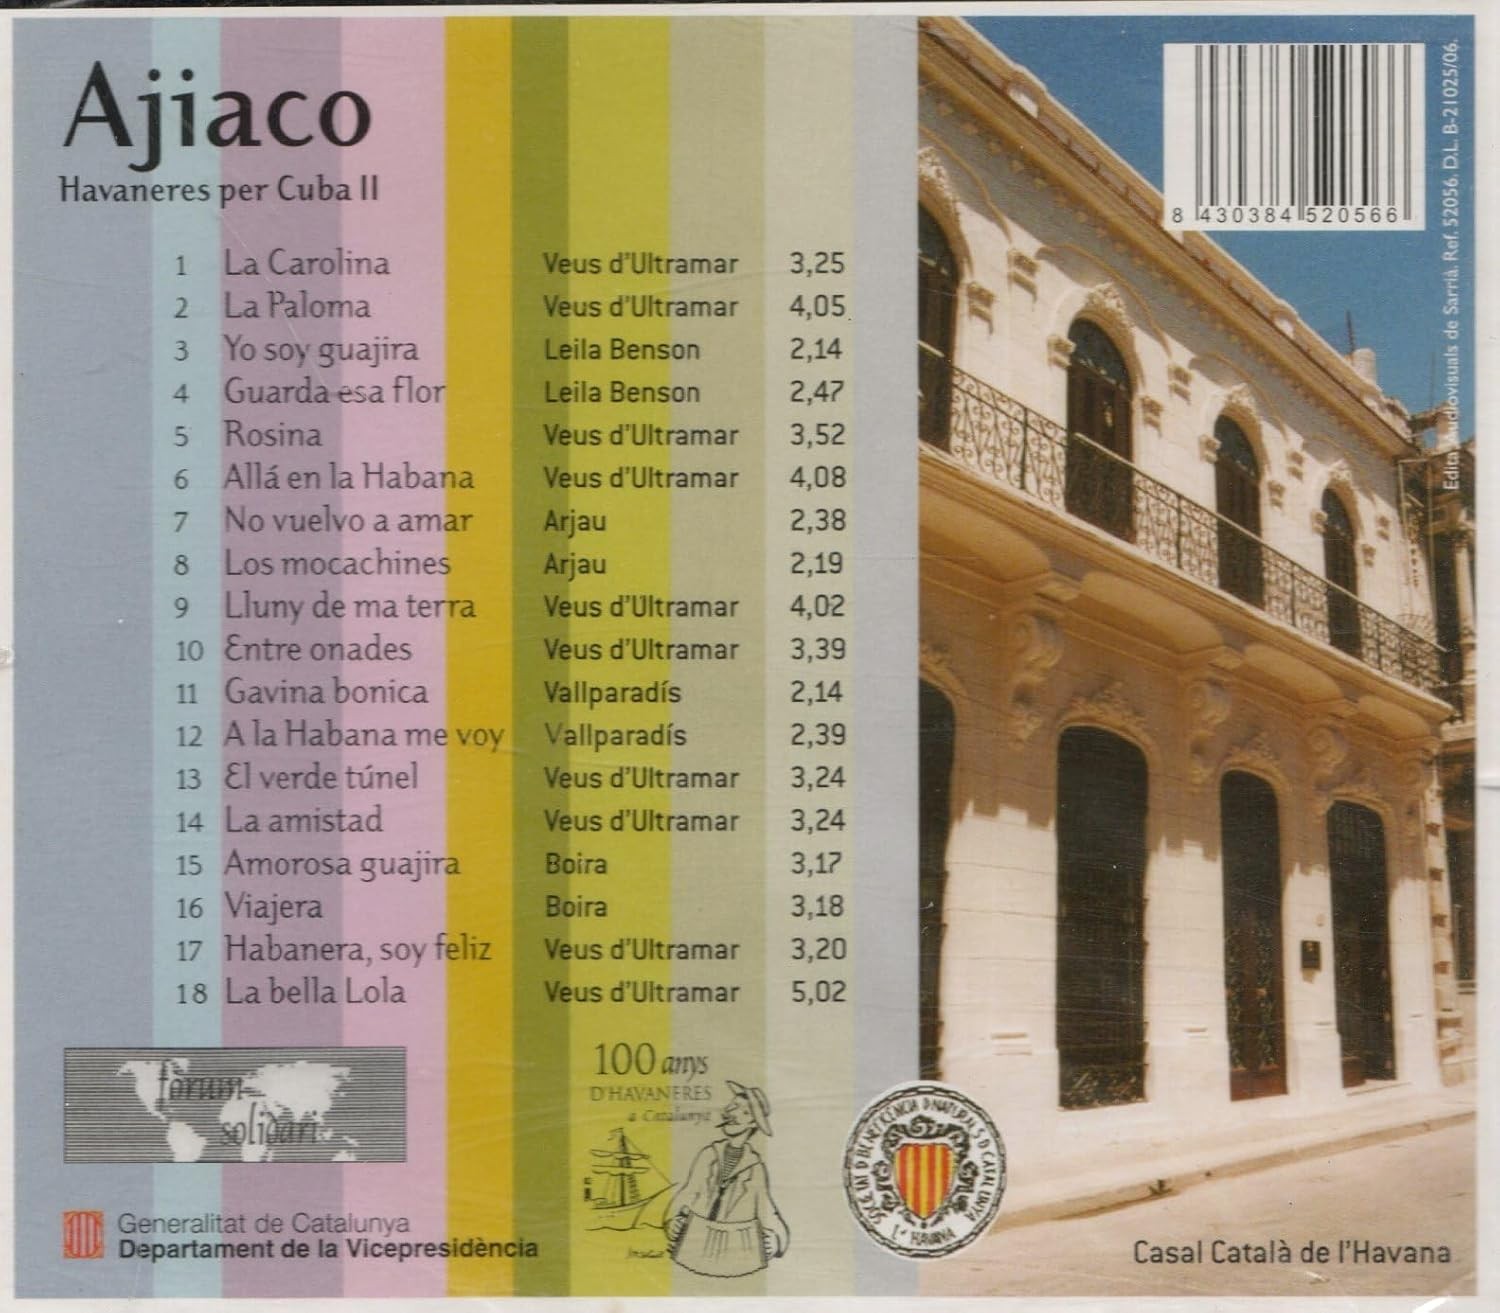 Ajiaco
Havaneres per Cuba II
1 La Carolina Veus d'Ultramar 3,25
2 La Paloma Veus d'Ultramar 4,05
3 Yo soy guajira Leila Benson 2,14
4 Guarda esa flor Leila Benson 2,47
5 Rosina Veus d'Ultramar 3,52
6 Allá en la Habana Veus d'Ultramar 4,08
7 No vuelvo a amar Arjau 2,38
8 Los mocachines Arjau 2,19
9 Lluny de ma terra Veus d'Ultramar 4,02
10 Entre onades Veus d'Ultramar 3,39
11 Gavina bonica Vallparadís 2,14
12 A la Habana me voy Vallparadís 2,39
13 El verde túnel Veus d'Ultramar 3,24
14 La amistad Veus d'Ultramar 3,24
15 Amorosa guajira Boira 3,17
16 Viajera Boira 3,18
17 Habanera, soy feliz Veus d'Ultramar 3,20
18 La bella Lola Veus d'Ultramar 5,02
fòrum
solidari
Generalitat de Catalunya
Departament de la Vicepresidència
100 anys
D'HAVANERES
a Catalunya
SOCIETAT D BENEFICENCIA D NATURALS D CATALUNYA
La HAVANA
Casal Català de l'Havana
8 430384 520566
Edita Audiovisuals de Sarrià. Ref. 52056. D.L. B-21025/06.